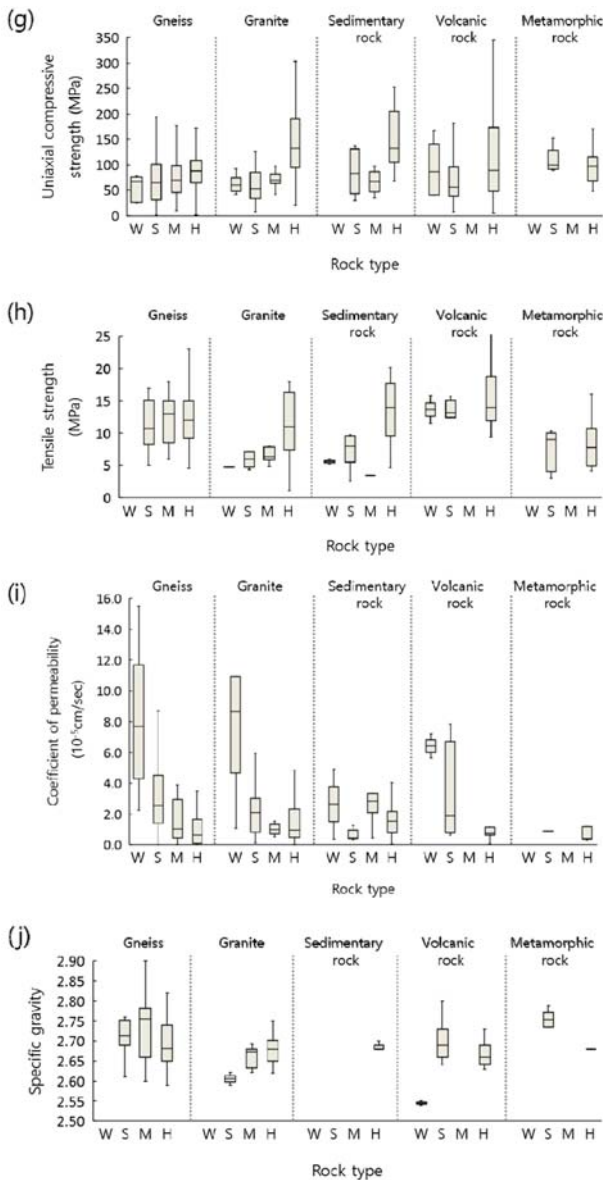 (g)
Gneiss Granite Sedimentary rock Volcanic rock Metamorphic rock
Uniaxial compressive strength (MPa)
350
300
250
200
150
100
50
0
W S M H W S M H W S M H W S M H W S M H
Rock type
(h)
Gneiss Granite Sedimentary rock Volcanic rock Metamorphic rock
Tensile strength (MPa)
25
20
15
10
5
0
W S M H W S M H W S M H W S M H W S M H
Rock type
(i)
Gneiss Granite Sedimentary rock Volcanic rock Metamorphic rock
Coefficient of permeability (10⁻⁵cm/sec)
16.0
14.0
12.0
10.0
8.0
6.0
4.0
2.0
0.0
W S M H W S M H W S M H W S M H W S M H
Rock type
(j)
Gneiss Granite Sedimentary rock Volcanic rock Metamorphic rock
Specific gravity
2.90
2.85
2.80
2.75
2.70
2.65
2.60
2.55
2.50
W S M H W S M H W S M H W S M H W S M H
Rock type